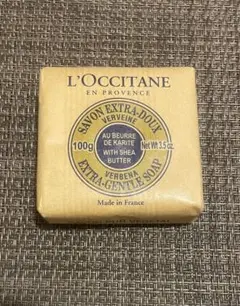 L'OCCITANE
EN PROVENCE
SAVON EXTRA-DOUX
VERVEINE
100g
AU BEURRE
DE KARITÉ
WITH SHEA
BUTTER
Net Wt 3.5 oz.
VERBENA
EXTRA-GENTLE SOAP
Made in France